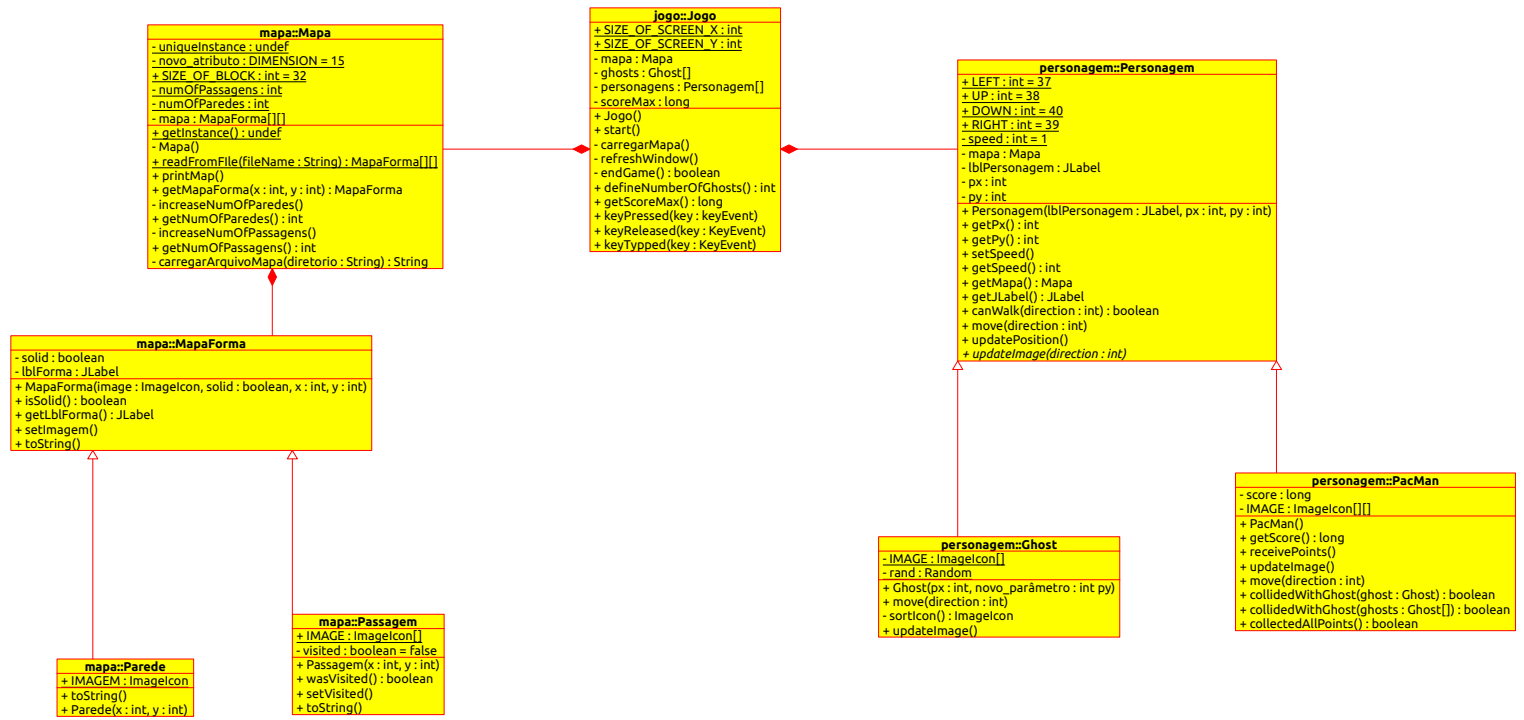 mapa::Mapa
- uniqueInstance : undef
- novo_atributo : DIMENSION = 15
+ SIZE_OF_BLOCK : int = 32
- numOfPassagens : int
- numOfParedes : int
- mapa : MapaForma[][]
+ getInstance() : undef
- Mapa()
+ readFromFIle(fileName : String) : MapaForma[][]
+ printMap()
+ getMapaForma(x : int, y : int) : MapaForma
- increaseNumOfParedes()
+ getNumOfParedes() : int
- increaseNumOfPassagens()
+ getNumOfPassagens() : int
- carregarArquivoMapa(diretorio : String) : String
jogo::Jogo
+ SIZE_OF_SCREEN_X : int
+ SIZE_OF_SCREEN_Y : int
- mapa : Mapa
- ghosts : Ghost[]
- personagens : Personagem[]
- scoreMax : long
+ Jogo()
+ start()
- carregarMapa()
- refreshWindow()
- endGame() : boolean
+ defineNumberOfGhosts() : int
+ getScoreMax() : long
+ keyPressed(key : keyEvent)
+ keyReleased(key : KeyEvent)
+ keyTypped(key : KeyEvent)
personagem::Personagem
+ LEFT : int = 37
+ UP : int = 38
+ DOWN : int = 40
+ RIGHT : int = 39
- speed : int = 1
- mapa : Mapa
- lblPersonagem : JLabel
- px : int
- py : int
+ Personagem(lblPersonagem : JLabel, px : int, py : int)
+ getPx() : int
+ getPy() : int
+ setSpeed()
+ getSpeed() : int
+ getMapa() : Mapa
+ getJLabel() : JLabel
+ canWalk(direction : int) : boolean
+ move(direction : int)
+ updatePosition()
+ updateImage(direction : int)
mapa::MapaForma
- solid : boolean
- lblForma : JLabel
+ MapaForma(image : ImageIcon, solid : boolean, x : int, y : int)
+ isSolid() : boolean
+ getLblForma() : JLabel
+ setImagem()
+ toString()
mapa::Parede
+ IMAGEM : ImageIcon
+ toString()
+ Parede(x : int, y : int)
mapa::Passagem
+ IMAGE : ImageIcon[]
- visited : boolean = false
+ Passagem(x : int, y : int)
+ wasVisited() : boolean
+ setVisited()
+ toString()
personagem::Ghost
- IMAGE : ImageIcon[]
- rand : Random
+ Ghost(px : int, novo_parâmetro : int py)
+ move(direction : int)
- sortIcon() : ImageIcon
+ updateImage()
personagem::PacMan
- score : long
- IMAGE : ImageIcon[][]
+ PacMan()
+ getScore() : long
+ receivePoints()
+ updateImage()
+ move(direction : int)
+ collidedWithGhost(ghost : Ghost) : boolean
+ collidedWithGhost(ghosts : Ghost[]) : boolean
+ collectedAllPoints() : boolean